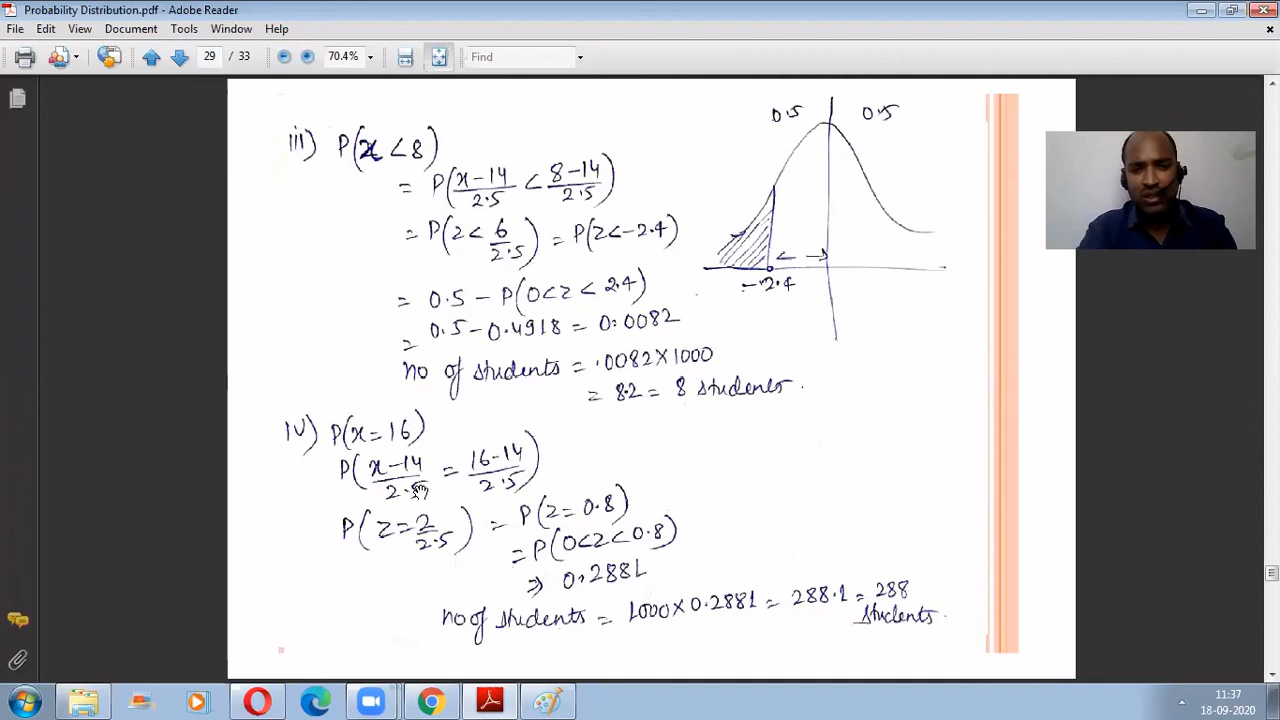 Probability Distribution.pdf - Adobe Reader
File Edit View Document Tools Window Help
29 / 33 70.4% Find
iii) P(x < 8)
= P(x-14/2.5 < 8-14/2.5)
= P(z < 6/2.5) = P(z < -2.4)
= 0.5 - P(0<z < 2.4)
= 0.5 - 0.4918 = 0.0082
no of students = .0082 X 1000
= 8.2 = 8 students.
0.5 0.5
-2.4
iv) P(x = 16)
P(x-14/2.5 = 16-14/2.5)
P(z = 2/2.5) = P(z = 0.8)
= P(0<z < 0.8)
⇒ 0.2881
no of students = 1000 x 0.2881 = 288.1 = 288
students.
11:37
18-09-2020